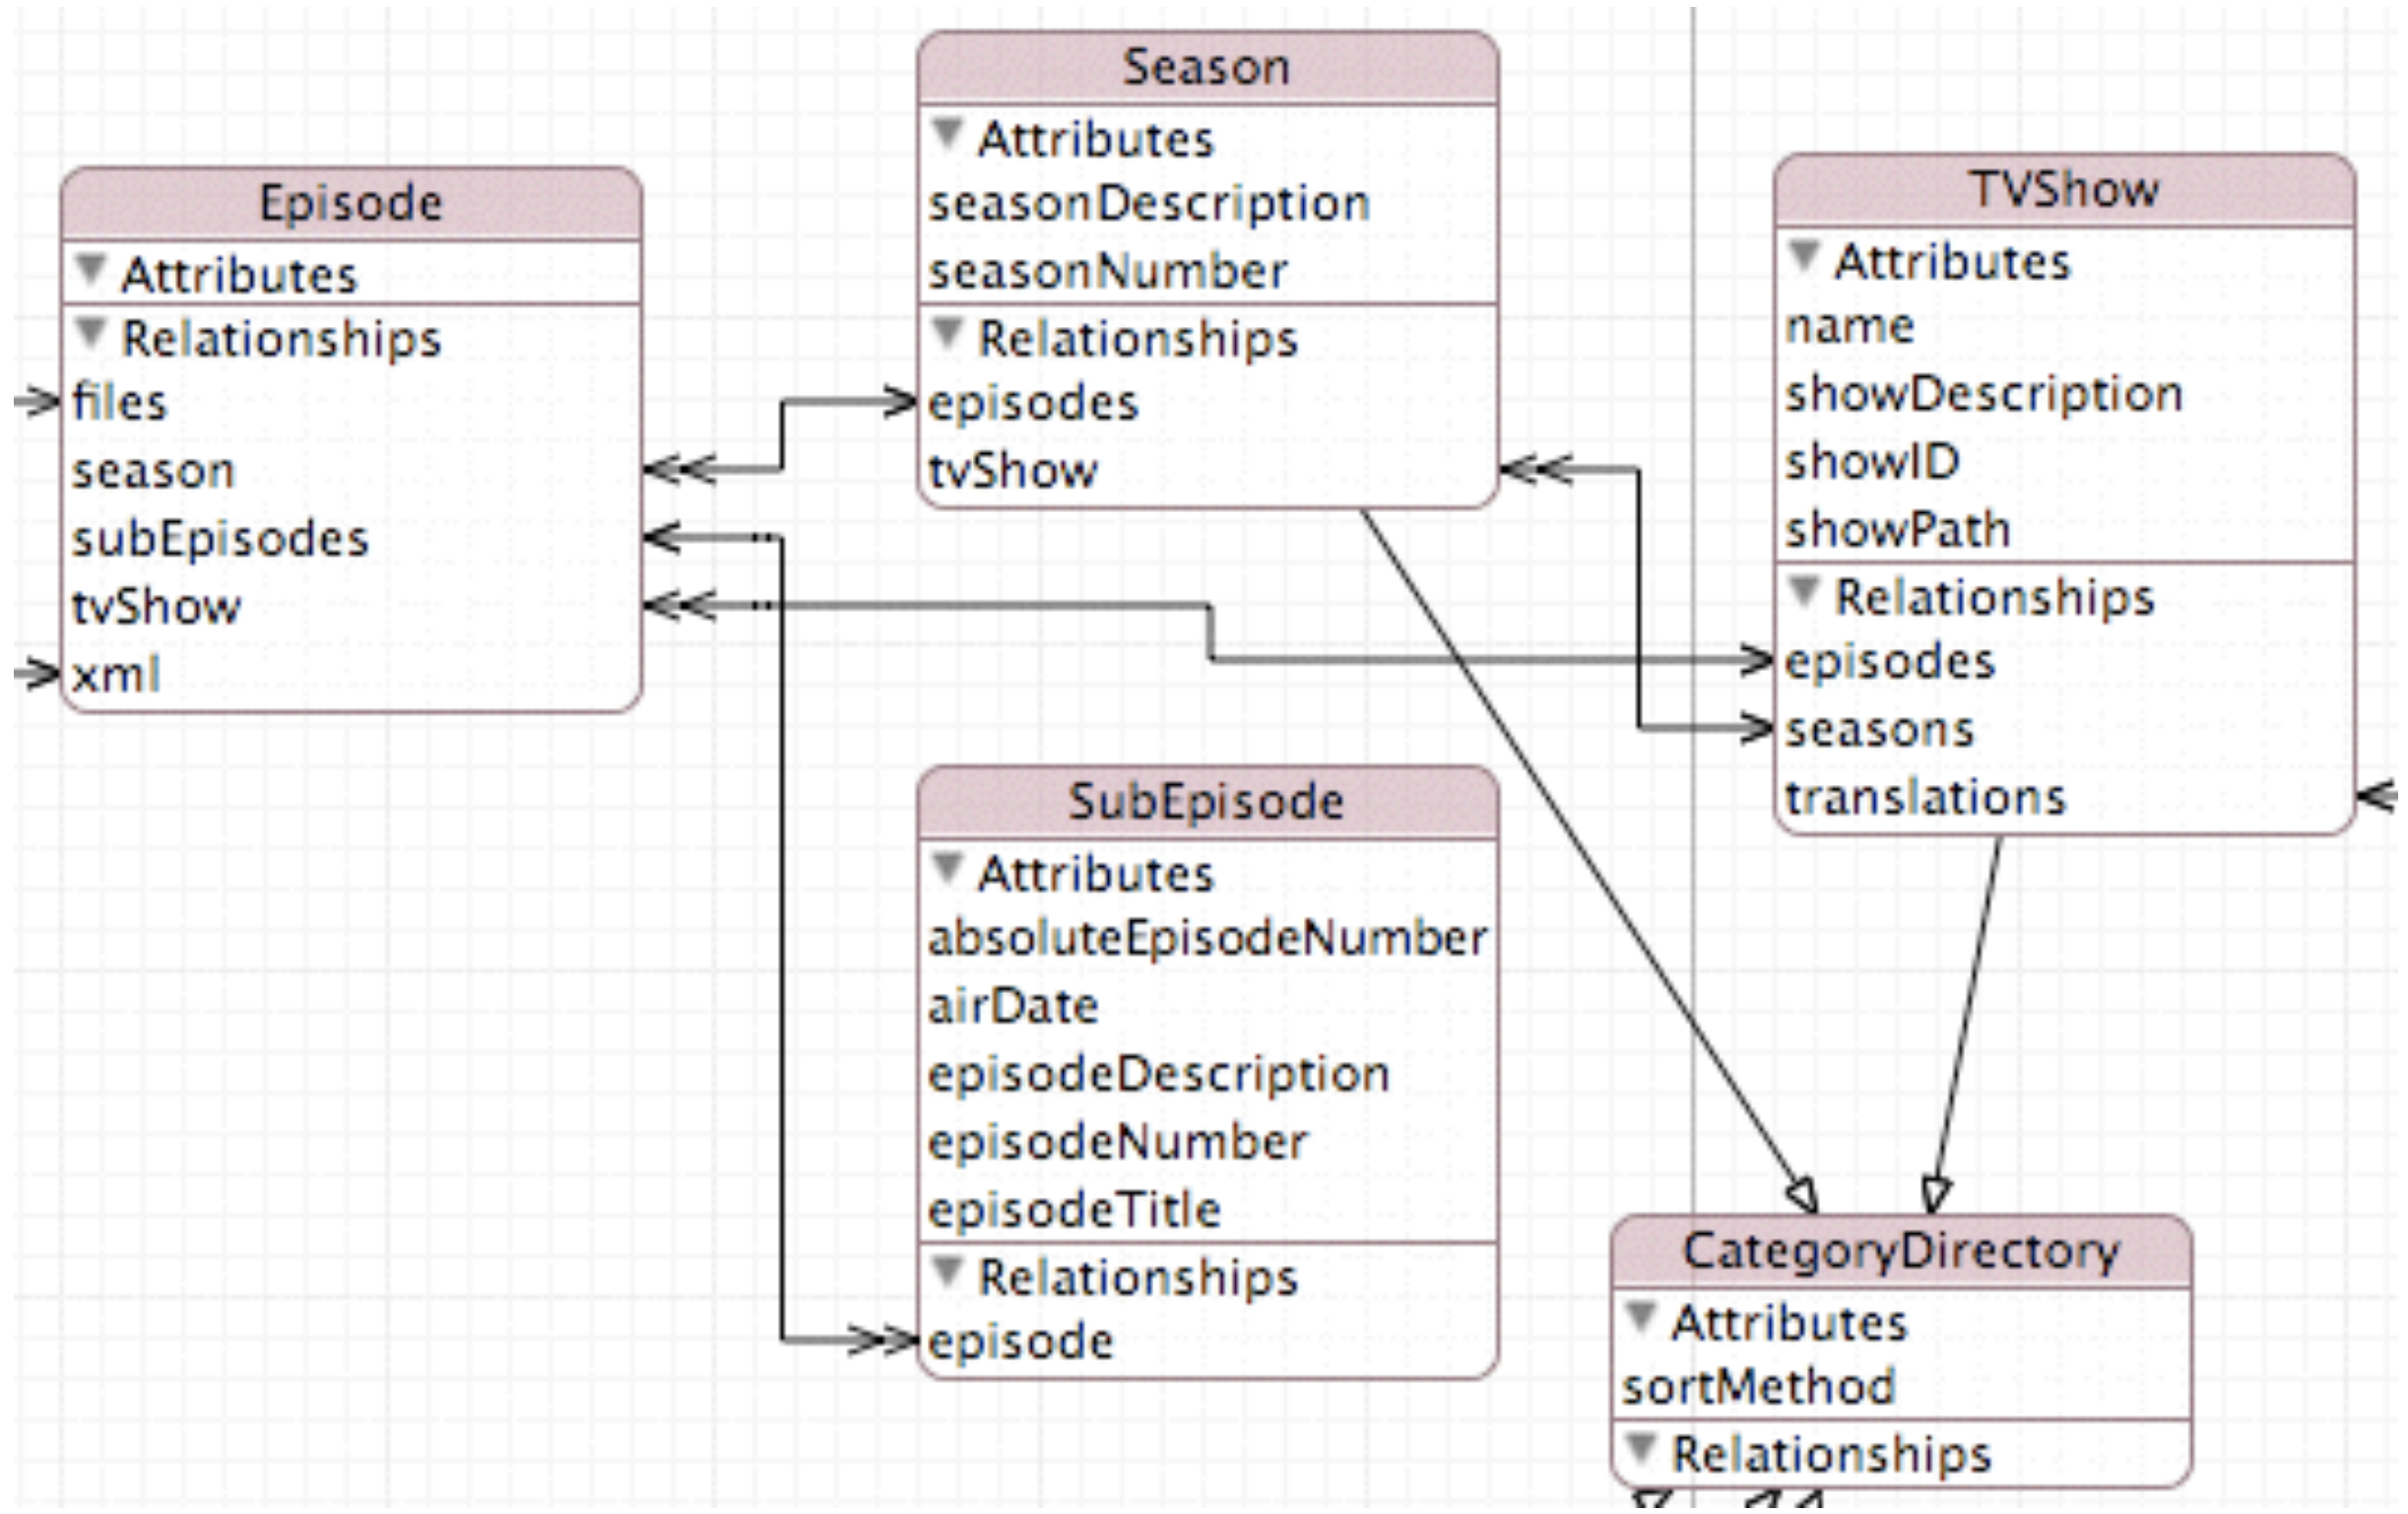 Episode
Attributes
Relationships
files
season
subEpisodes
tvShow
xml
Season
Attributes
seasonDescription
seasonNumber
Relationships
episodes
tvShow
TVShow
Attributes
name
showDescription
showID
showPath
Relationships
episodes
seasons
translations
SubEpisode
Attributes
absoluteEpisodeNumber
airDate
episodeDescription
episodeNumber
episodeTitle
Relationships
episode
CategoryDirectory
Attributes
sortMethod
Relationships